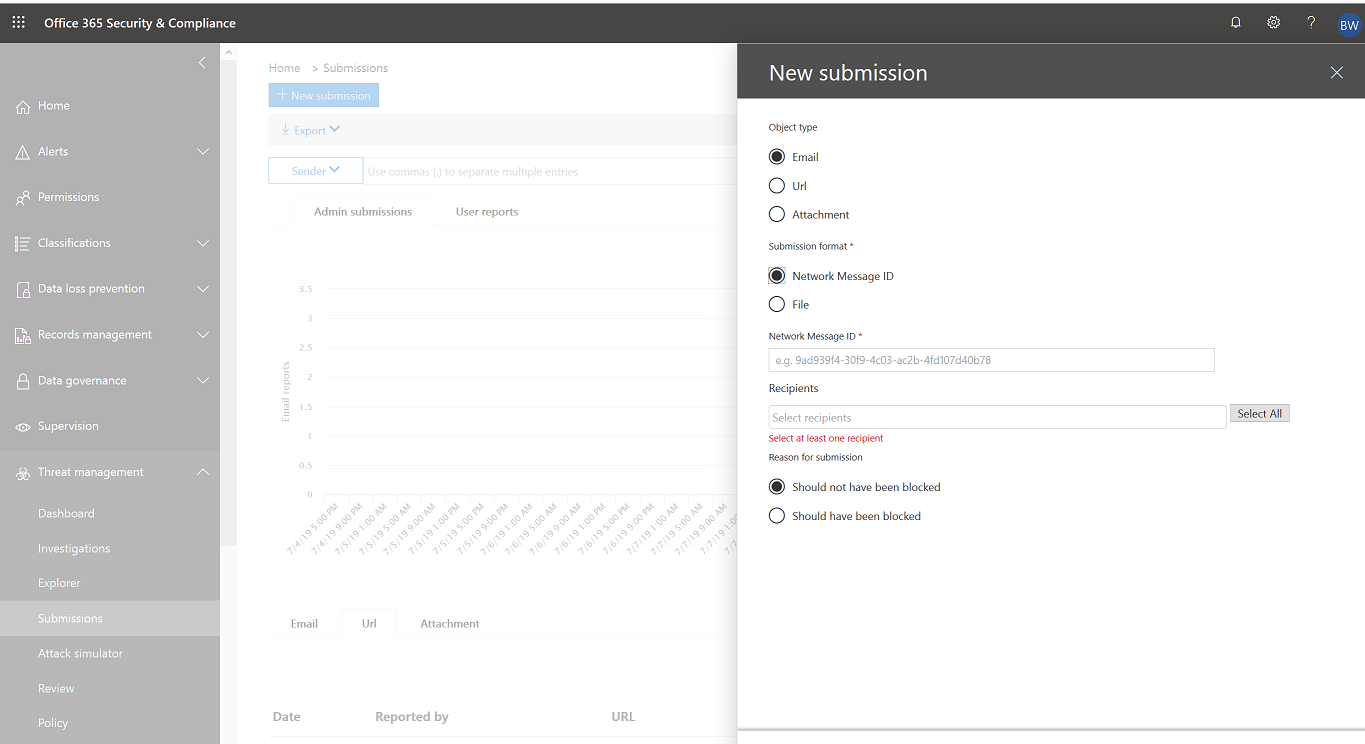 Office 365 Security & Compliance
BW
Home
Alerts
Permissions
Classifications
Data loss prevention
Records management
Data governance
Supervision
Threat management
Dashboard
Investigations
Explorer
Submissions
Attack simulator
Review
Policy
Home > Submissions
+ New submission
Export
Sender
Use commas (,) to separate multiple entries
Admin submissions User reports
Email reports
3.5
3
2.5
2
1.5
1
0.5
0
7/4/19 5:00 PM
7/4/19 9:00 PM
7/5/19 1:00 AM
7/5/19 5:00 AM
7/5/19 9:00 AM
7/5/19 1:00 PM
7/5/19 5:00 PM
7/5/19 9:00 PM
7/6/19 1:00 AM
7/6/19 5:00 AM
7/6/19 9:00 AM
7/6/19 1:00 PM
7/6/19 5:00 PM
7/6/19 9:00 PM
7/7/19 1:00 AM
7/7/19 5:00 AM
7/7/19 9:00 AM
Email Url Attachment
Date Reported by URL
New submission
Object type
Email
Url
Attachment
Submission format *
Network Message ID
File
Network Message ID *
e.g. 9ad939f4-30f9-4c03-ac2b-4fd107d40b78
Recipients
Select recipients
Select All
Select at least one recipient
Reason for submission
Should not have been blocked
Should have been blocked